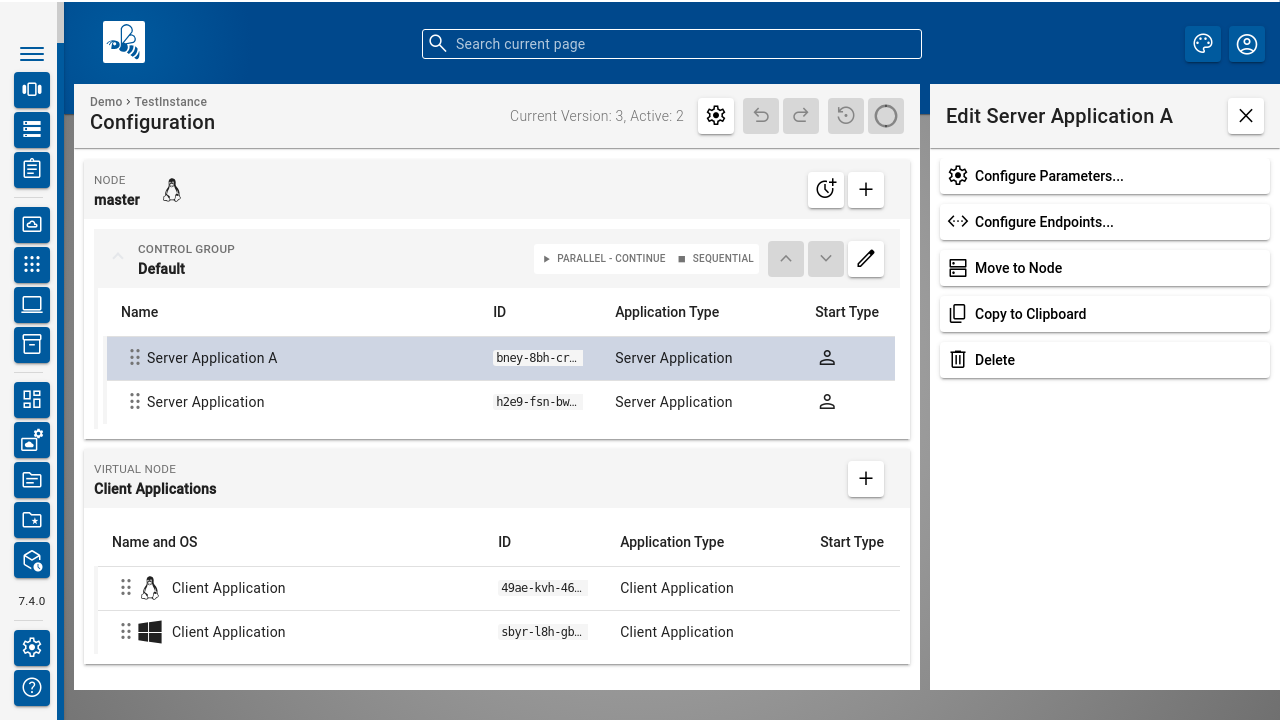 Search current page
Demo › TestInstance
Configuration
Current Version: 3, Active: 2
NODE
master
CONTROL GROUP
Default
PARALLEL - CONTINUE
SEQUENTIAL
Name
ID
Application Type
Start Type
Server Application A
bney-8bh-cr…
Server Application
Server Application
h2e9-fsn-bw…
Server Application
VIRTUAL NODE
Client Applications
Name and OS
ID
Application Type
Start Type
Client Application
49ae-kvh-46…
Client Application
Client Application
sbyr-l8h-gb…
Client Application
Edit Server Application A
Configure Parameters...
Configure Endpoints...
Move to Node
Copy to Clipboard
Delete
7.4.0